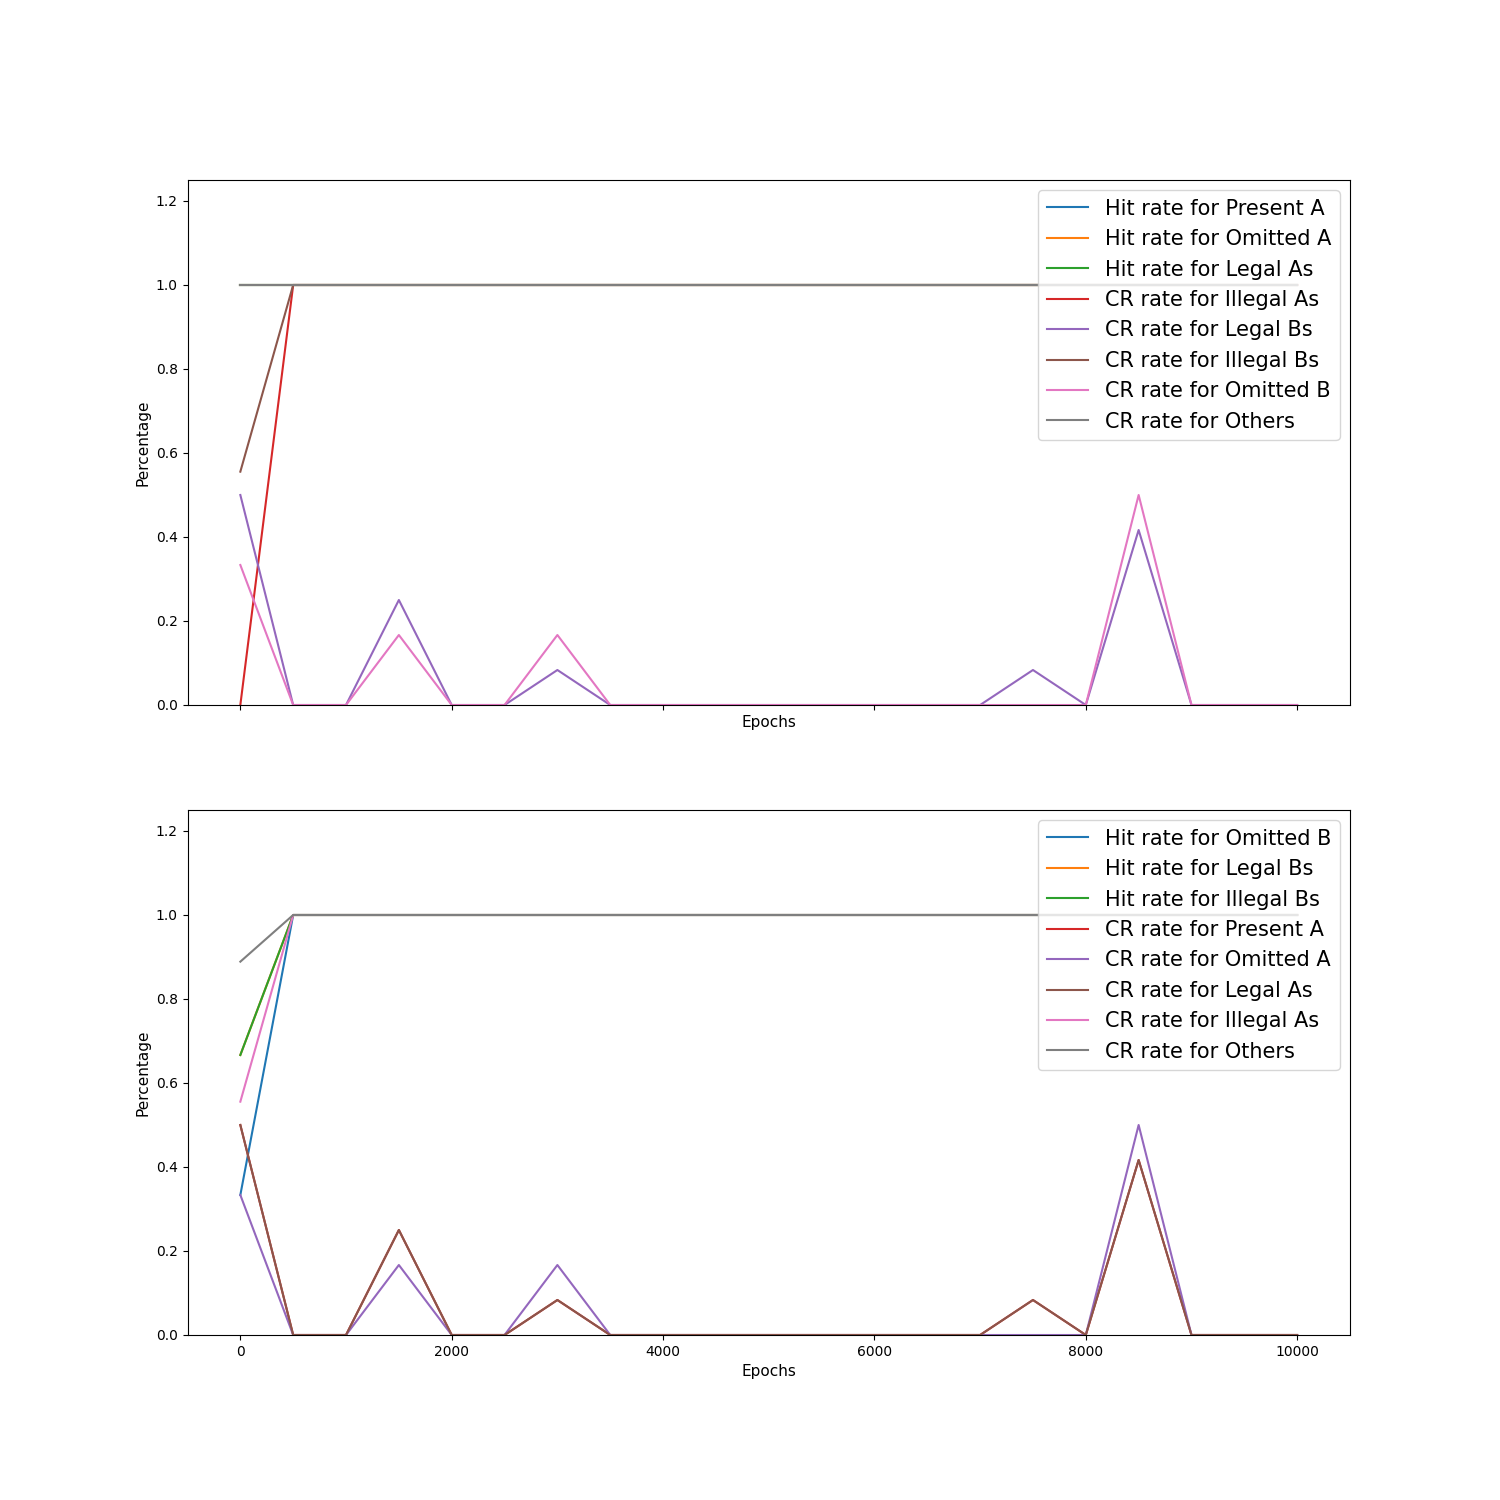 1.2
1.0
0.8
0.6
0.4
0.2
0.0
Percentage
Epochs
Hit rate for Present A
Hit rate for Omitted A
Hit rate for Legal As
CR rate for Illegal As
CR rate for Legal Bs
CR rate for Illegal Bs
CR rate for Omitted B
CR rate for Others
1.2
1.0
0.8
0.6
0.4
0.2
0.0
Percentage
0 2000 4000 6000 8000 10000
Epochs
Hit rate for Omitted B
Hit rate for Legal Bs
Hit rate for Illegal Bs
CR rate for Present A
CR rate for Omitted A
CR rate for Legal As
CR rate for Illegal As
CR rate for Others